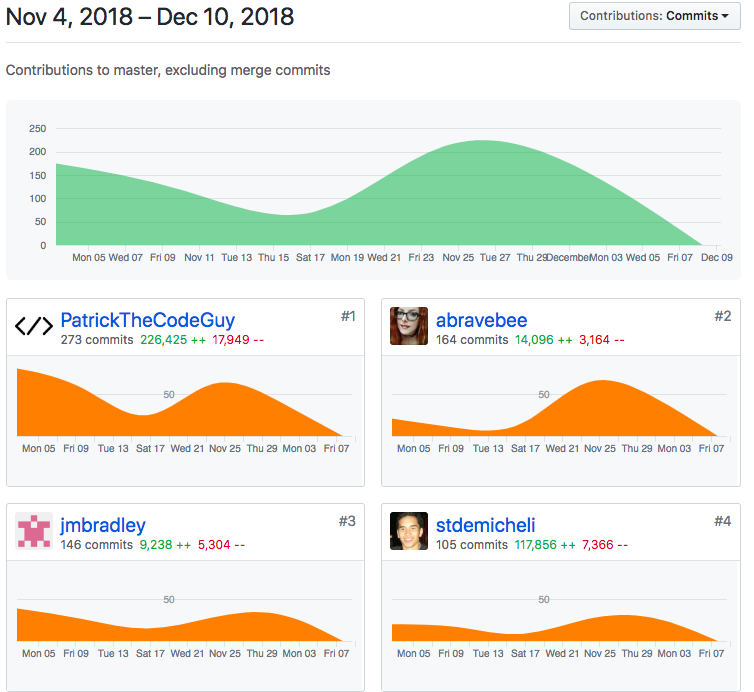 Nov 4, 2018 – Dec 10, 2018
Contributions: Commits
Contributions to master, excluding merge commits
250
200
150
100
50
0
Mon 05 Wed 07 Fri 09 Nov 11 Tue 13 Thu 15 Sat 17 Mon 19 Wed 21 Fri 23 Nov 25 Tue 27 Thu 29 December Mon 03 Wed 05 Fri 07 Dec 09
</> PatrickTheCodeGuy #1
273 commits 226,425 ++ 17,949 --
50
Mon 05 Fri 09 Tue 13 Sat 17 Wed 21 Nov 25 Thu 29 Mon 03 Fri 07
abravebee #2
164 commits 14,096 ++ 3,164 --
50
Mon 05 Fri 09 Tue 13 Sat 17 Wed 21 Nov 25 Thu 29 Mon 03 Fri 07
jmbradley #3
146 commits 9,238 ++ 5,304 --
50
Mon 05 Fri 09 Tue 13 Sat 17 Wed 21 Nov 25 Thu 29 Mon 03 Fri 07
stdemicheli #4
105 commits 117,856 ++ 7,366 --
50
Mon 05 Fri 09 Tue 13 Sat 17 Wed 21 Nov 25 Thu 29 Mon 03 Fri 07